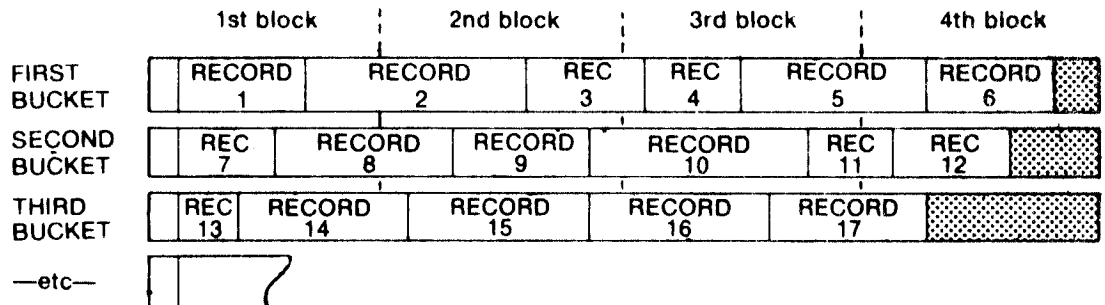 1st block 2nd block 3rd block 4th block
FIRST BUCKET
RECORD 1
RECORD 2
REC 3
REC 4
RECORD 5
RECORD 6
SECOND BUCKET
REC 7
RECORD 8
RECORD 9
RECORD 10
REC 11
REC 12
THIRD BUCKET
REC 13
RECORD 14
RECORD 15
RECORD 16
RECORD 17
—etc—